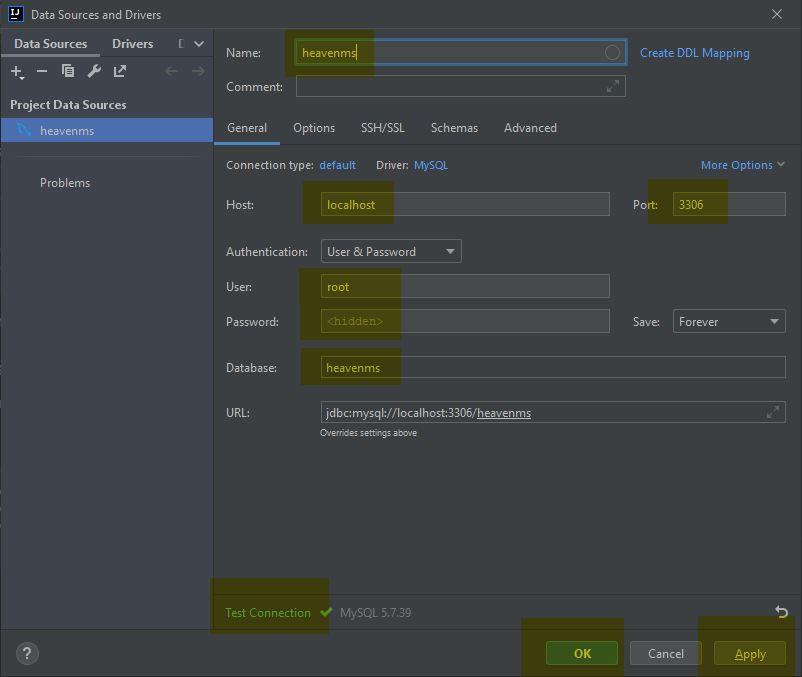 IJ Data Sources and Drivers
Data Sources Drivers D
Project Data Sources
heavenms
Problems
Name: heavenms Create DDL Mapping
Comment:
General Options SSH/SSL Schemas Advanced
Connection type: default Driver: MySQL More Options
Host: localhost Port: 3306
Authentication: User & Password
User: root
Password: <hidden> Save: Forever
Database: heavenms
URL: jdbc:mysql://localhost:3306/heavenms
Overrides settings above
Test Connection MySQL 5.7.39
? OK Cancel Apply